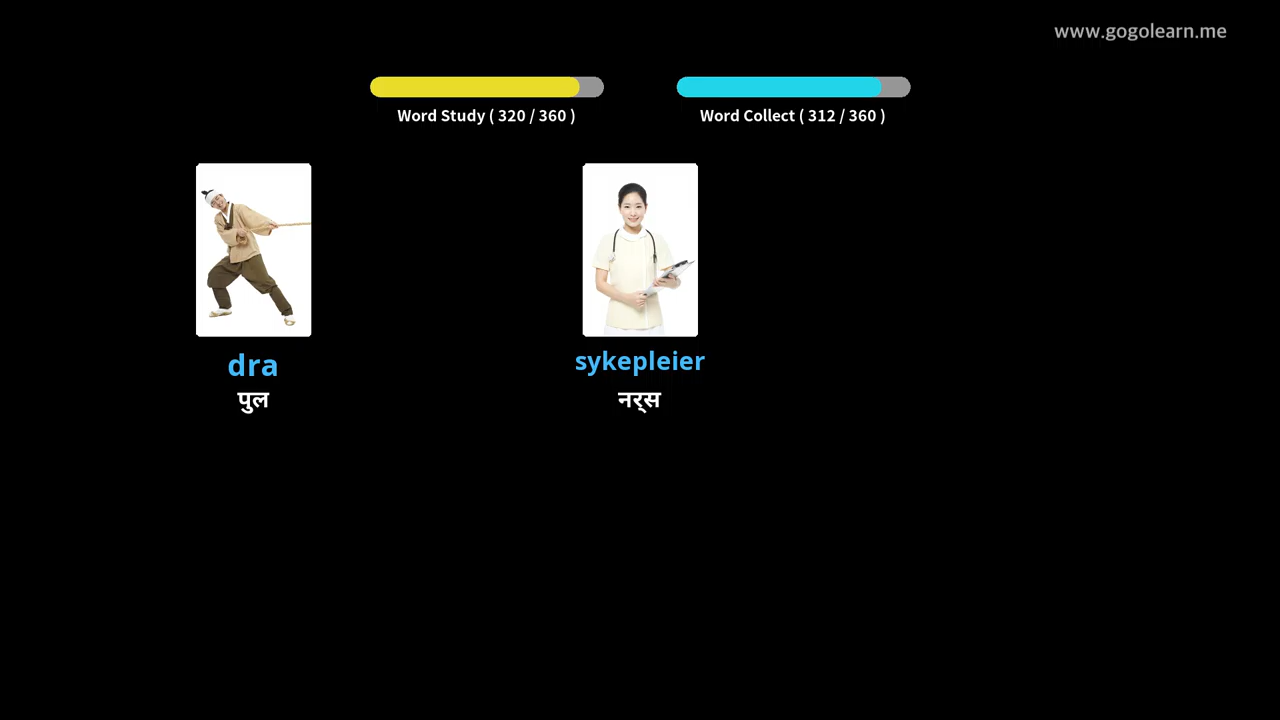 www.gogolearn.me
Word Study ( 320 / 360 )
Word Collect ( 312 / 360 )
dra
पुल
sykepleier
नर्स